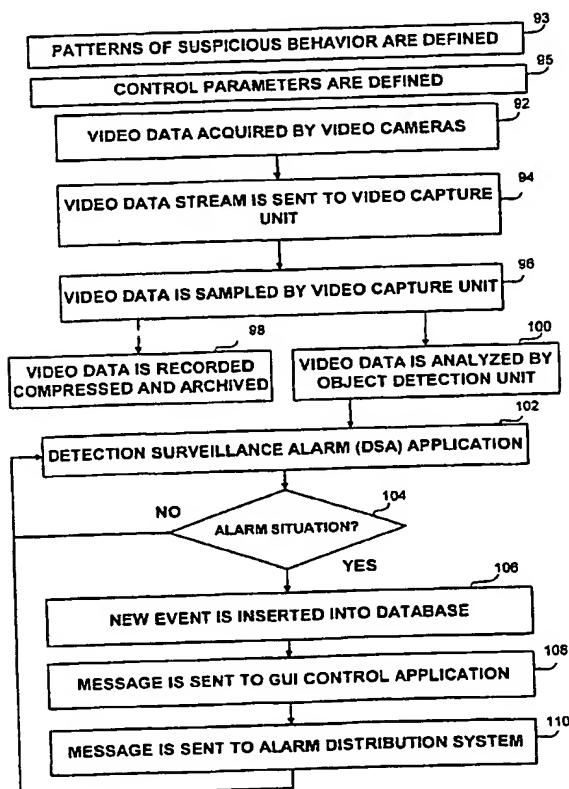 93
PATTERNS OF SUSPICIOUS BEHAVIOR ARE DEFINED
95
CONTROL PARAMETERS ARE DEFINED
92
VIDEO DATA ACQUIRED BY VIDEO CAMERAS
94
VIDEO DATA STREAM IS SENT TO VIDEO CAPTURE
UNIT
96
VIDEO DATA IS SAMPLED BY VIDEO CAPTURE UNIT
98
VIDEO DATA IS RECORDED
COMPRESSED AND ARCHIVED
100
VIDEO DATA IS ANALYZED BY
OBJECT DETECTION UNIT
102
DETECTION SURVEILLANCE ALARM (DSA) APPLICATION
104
NO
ALARM SITUATION?
YES
106
NEW EVENT IS INSERTED INTO DATABASE
108
MESSAGE IS SENT TO GUI CONTROL APPLICATION
110
MESSAGE IS SENT TO ALARM DISTRIBUTION SYSTEM